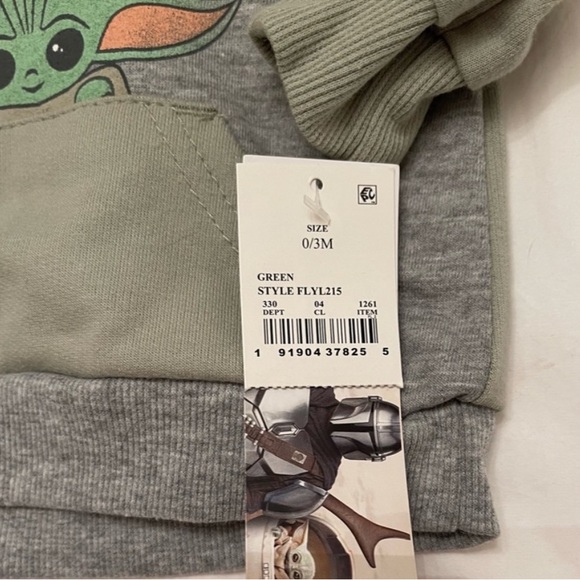 SIZE
0/3M
GREEN
STYLE FLYL215
330 04 1261
DEPT CL ITEM
1 91904 37825 5